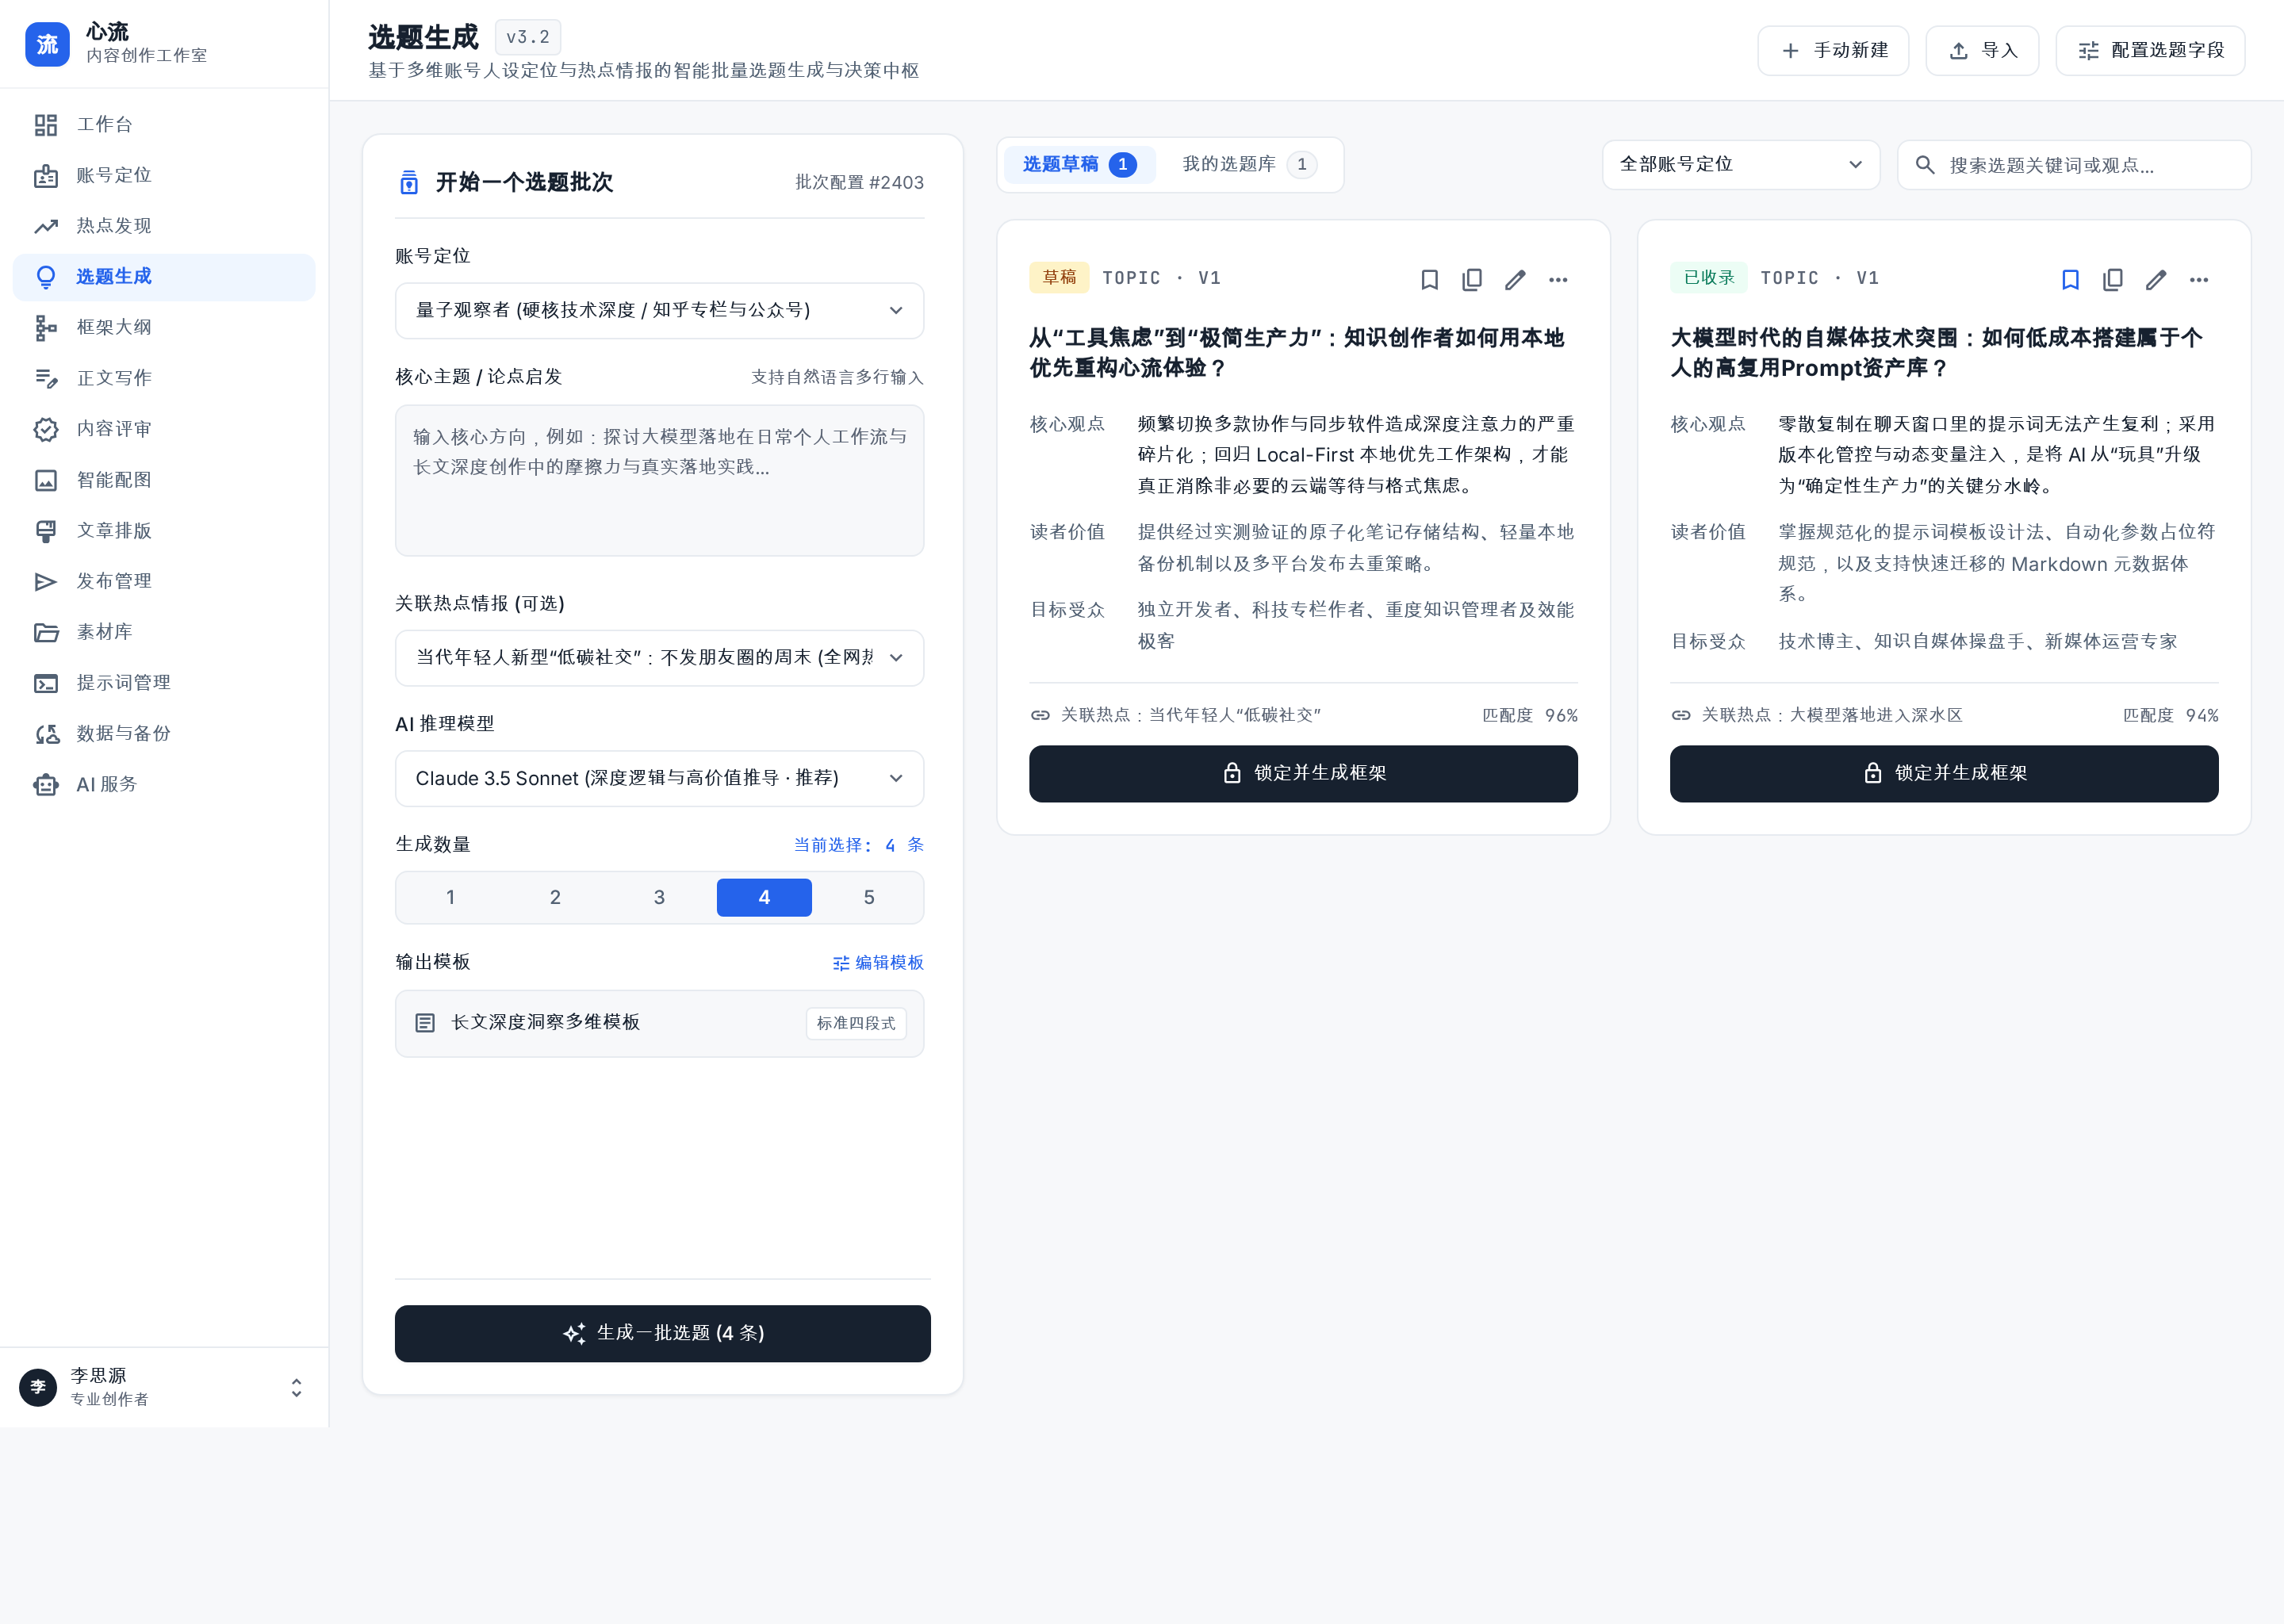 流
心流
内容创作工作室
工作台
账号定位
热点发现
选题生成
框架大纲
正文写作
内容评审
智能配图
文章排版
发布管理
素材库
提示词管理
数据与备份
AI 服务
李
李思源
专业创作者
选题生成 v3.2
基于多维账号人设定位与热点情报的智能批量选题生成与决策中枢
手动新建
导入
配置选题字段
开始一个选题批次 批次配置 #2403
账号定位
量子观察者 (硬核技术深度 / 知乎专栏与公众号)
核心主题 / 论点启发 支持自然语言多行输入
输入核心方向，例如：探讨大模型落地在日常个人工作流与
长文深度创作中的摩擦力与真实落地实践...
关联热点情报 (可选)
当代年轻人新型“低碳社交”：不发朋友圈的周末 (全网
AI 推理模型
Claude 3.5 Sonnet (深度逻辑与高价值推导 · 推荐)
生成数量 当前选择： 4 条
1 2 3 4 5
输出模板 编辑模板
长文深度洞察多维模板 标准四段式
生成一批选题 (4 条)
选题草稿 1 我的选题库 1
全部账号定位
搜索选题关键词或观点...
草稿 TOPIC · V1
从“工具焦虑”到“极简生产力”：知识创作者如何用本地
优先重构心流体验？
核心观点 频繁切换多款协作与同步软件造成深度注意力的严重
碎片化；回归 Local-First 本地优先工作架构，才能
真正消除非必要的云端等待与格式焦虑。
读者价值 提供经过实测验证的原子化笔记存储结构、轻量本地
备份机制以及多平台发布去重策略。
目标受众 独立开发者、科技专栏作者、重度知识管理者及效能
极客
关联热点：当代年轻人“低碳社交” 匹配度 96%
锁定并生成框架
已收录 TOPIC · V1
大模型时代的自媒体技术突围：如何低成本搭建属于个
人的高复用Prompt资产库？
核心观点 零散复制在聊天窗口里的提示词无法产生复利；采用
版本化管控与动态变量注入，是将 AI 从“玩具”升级
为“确定性生产力”的关键分水岭。
读者价值 掌握规范化的提示词模板设计法、自动化参数占位符
规范，以及支持快速迁移的 Markdown 元数据体
系。
目标受众 技术博主、知识自媒体操盘手、新媒体运营专家
关联热点：大模型落地进入深水区 匹配度 94%
锁定并生成框架